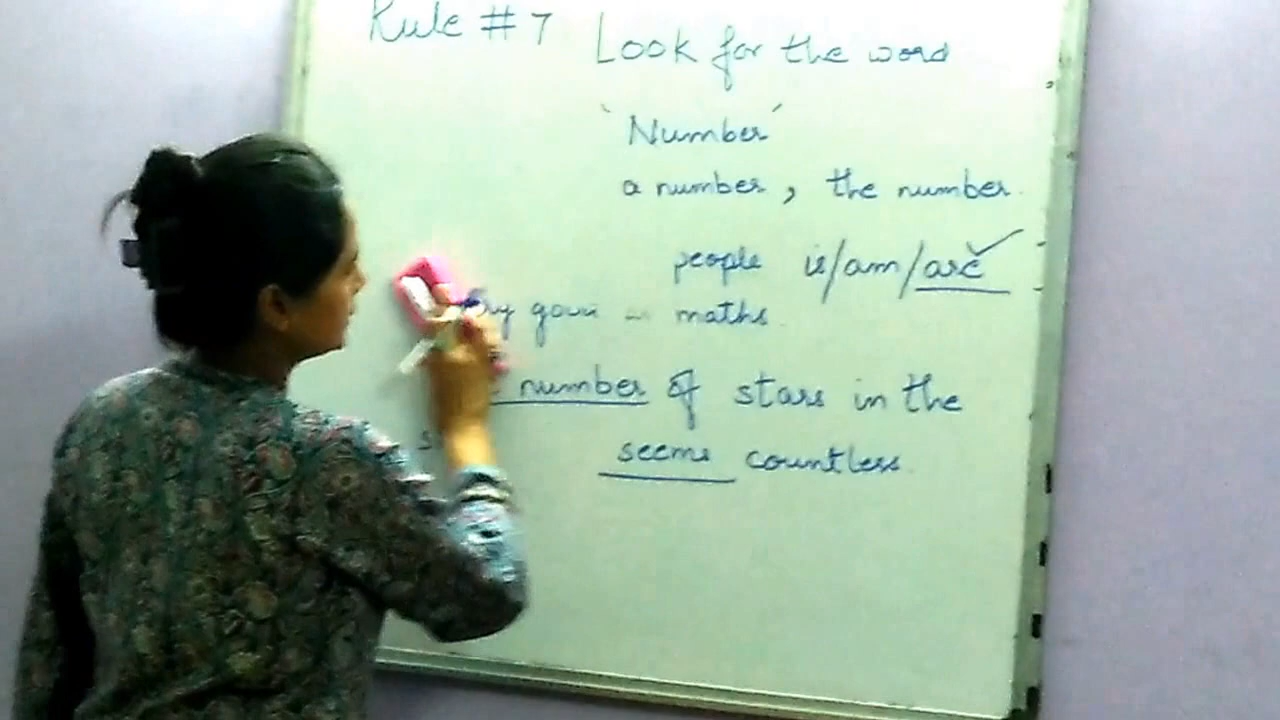 Rule # 7 Look for the word
'Number'
a number, the number
people is/am/are
maths.
number of stars in the
s seems countless.